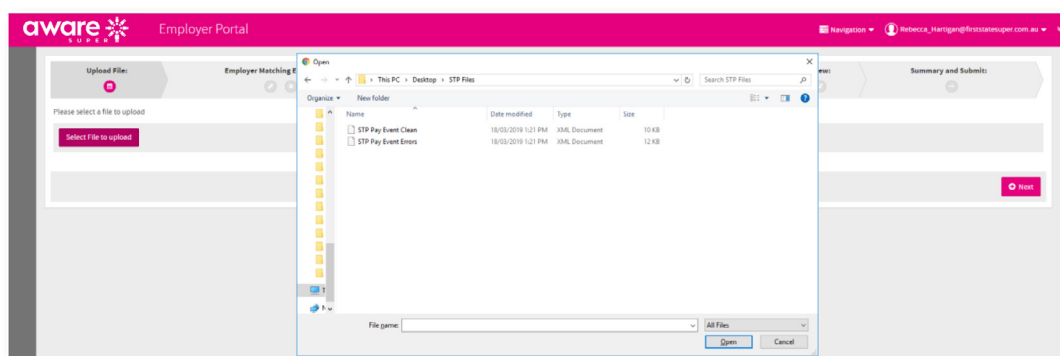 aware
SUPER
Employer Portal
Navigation
Rebecca_Hartigan@firststatesuper.com.au
Upload File:
Employer Matching E
ew:
Summary and Submit:
Please select a file to upload
Select File to upload
Next
Open
This PC > Desktop > STP Files
Search STP Files
Organize
New folder
Name Date modified Type Size
STP Pay Event Clean 18/03/2019 1:21 PM XML Document 10 KB
STP Pay Event Errors 18/03/2019 1:21 PM XML Document 12 KB
File name:
All Files
Open
Cancel